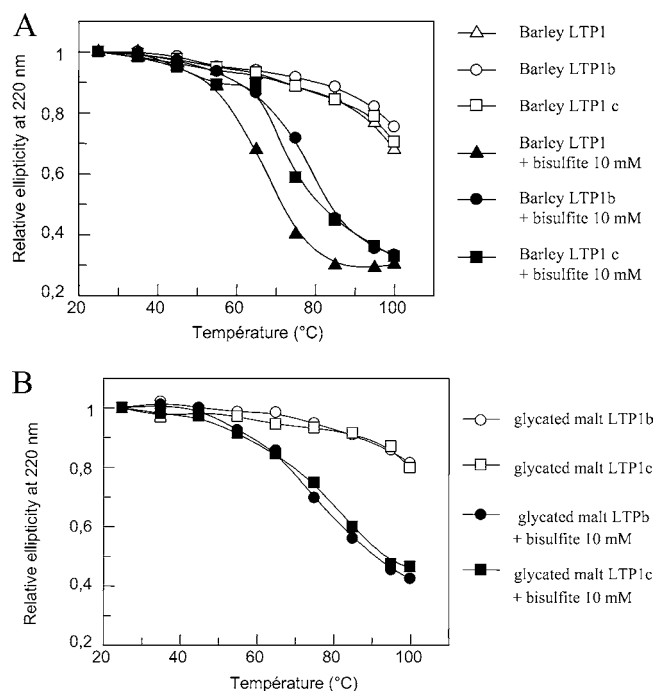 A
Relative ellipticity at 220 nm
1
0,8
0,6
0,4
0,2
20 40 60 80 100
Température (°C)
Barley LTP1
Barley LTP1b
Barley LTP1 c
Barley LTP1
+ bisulfite 10 mM
Barley LTP1b
+ bisulfite 10 mM
Barley LTP1 c
+ bisulfite 10 mM
B
Relative ellipticity at 220 nm
1
0,8
0,6
0,4
0,2
20 40 60 80 100
Température (°C)
glycated malt LTP1b
glycated malt LTP1c
glycated malt LTPb
+ bisulfite 10 mM
glycated malt LTP1c
+ bisulfite 10 mM